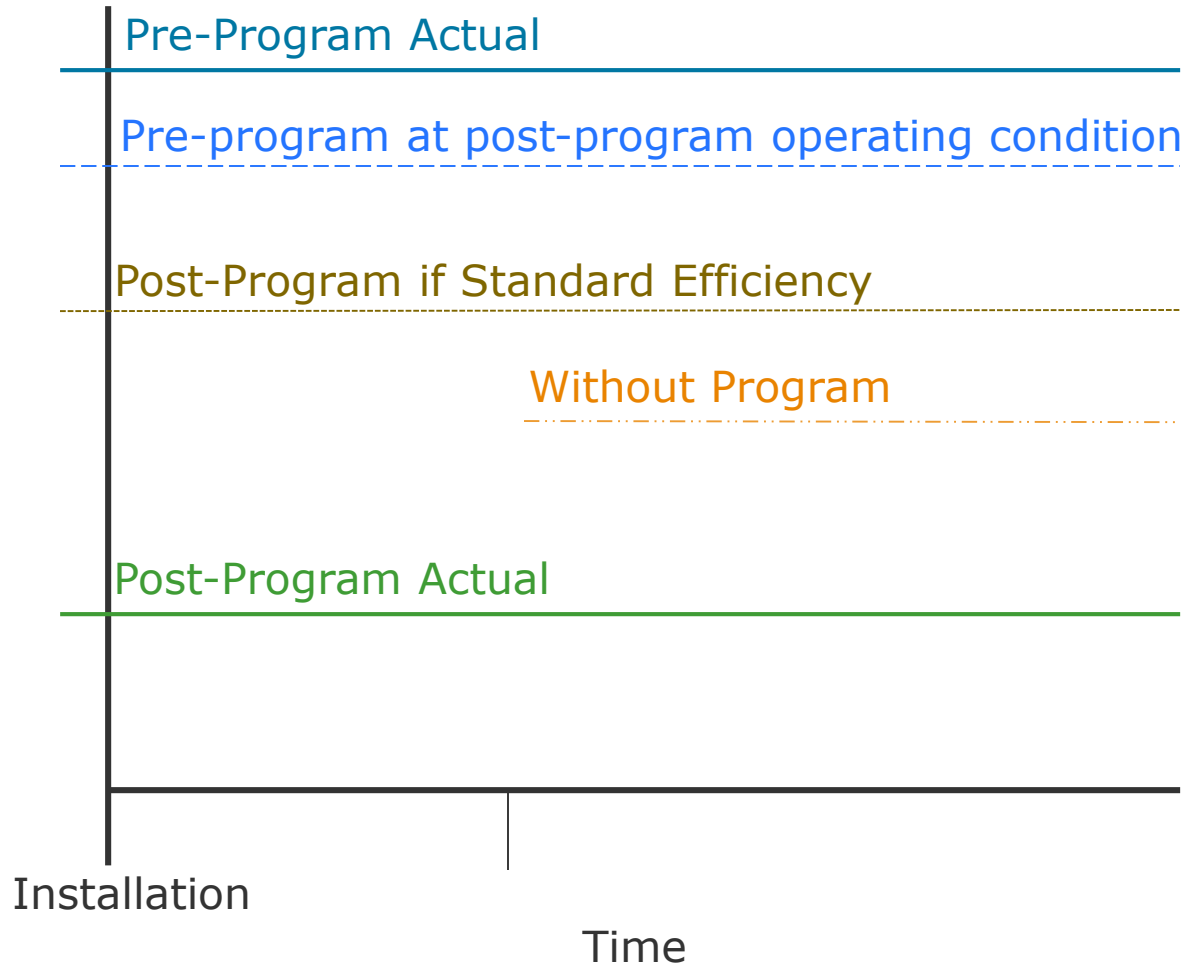 Pre-Program Actual
Pre-program at post-program operating condition
Post-Program if Standard Efficiency
Without Program
Post-Program Actual
Installation
Time